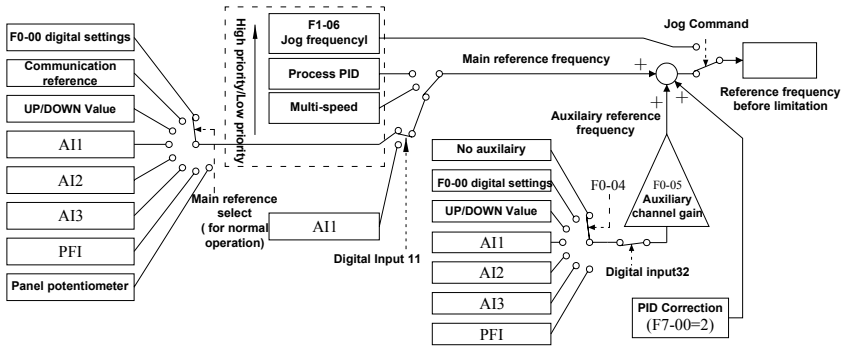 F0-00 digital settings
Communication
reference
UP/DOWN Value
AI1
AI2
AI3
PFI
Panel potentiometer
Main reference
select
( for normal
operation)
High priority/Low priority
F1-06
Jog frequencyl
Process PID
Multi-speed
AI1
Digital Input 11
Main reference frequency
Jog Command
Reference frequency
before limitation
+
+
+
Auxilairy reference
frequency
No auxilairy
F0-00 digital settings
UP/DOWN Value
AI1
AI2
AI3
PFI
F0-04
Digital input32
F0-05
Auxiliary
channel gain
PID Correction
(F7-00=2)